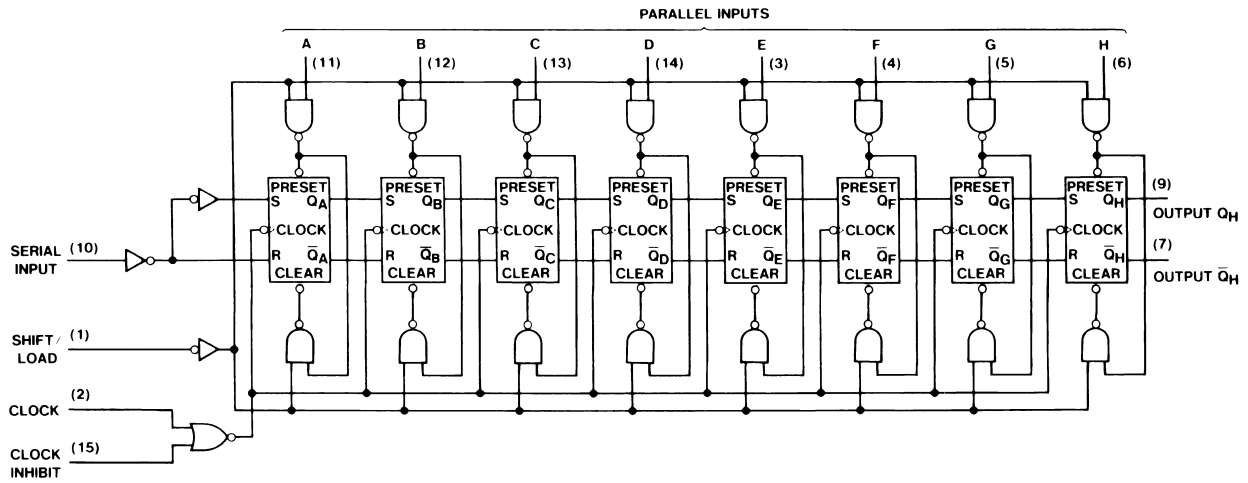 PARALLEL INPUTS
A B C D E F G H
(11) (12) (13) (14) (3) (4) (5) (6)
PRESET PRESET PRESET PRESET PRESET PRESET PRESET PRESET
S Q_A S Q_B S Q_C S Q_D S Q_E S Q_F S Q_G S Q_H (9)
OUTPUT Q_H
CLOCK CLOCK CLOCK CLOCK CLOCK CLOCK CLOCK CLOCK
SERIAL (10)
INPUT
R Q̅_A R Q̅_B R Q̅_C R Q̅_D R Q̅_E R Q̅_F R Q̅_G R Q̅_H (7)
CLEAR CLEAR CLEAR CLEAR CLEAR CLEAR CLEAR CLEAR
OUTPUT Q̅_H
SHIFT/ (1)
LOAD
(2)
CLOCK
(15)
CLOCK
INHIBIT